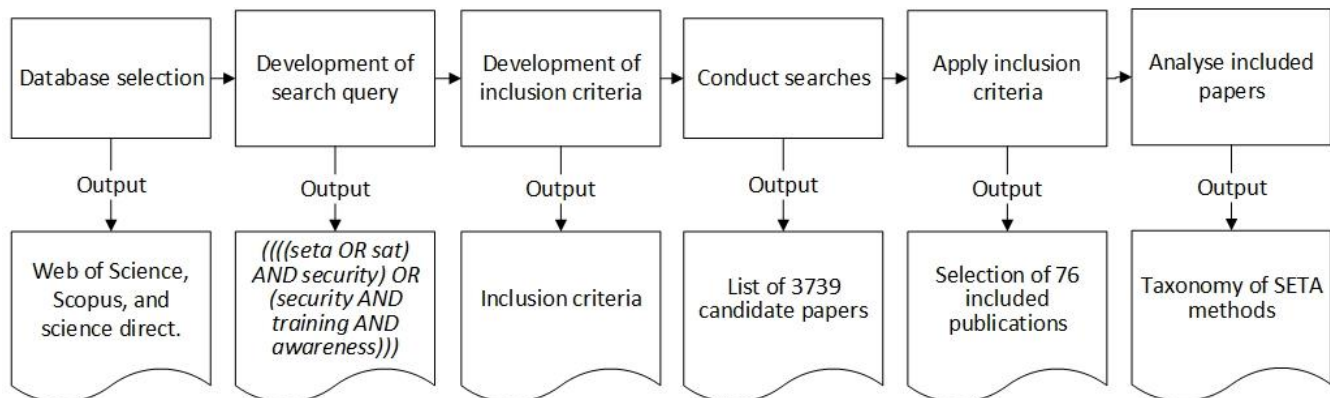 Database selection
Development of
search query
Development of
inclusion criteria
Conduct searches
Apply inclusion
criteria
Analyse included
papers
Output
Output
Output
Output
Output
Output
Web of Science,
Scopus, and
science direct.
((((seta OR sat)
AND security) OR
(security AND
training AND
awareness)))
Inclusion criteria
List of 3739
candidate papers
Selection of 76
included
publications
Taxonomy of SETA
methods